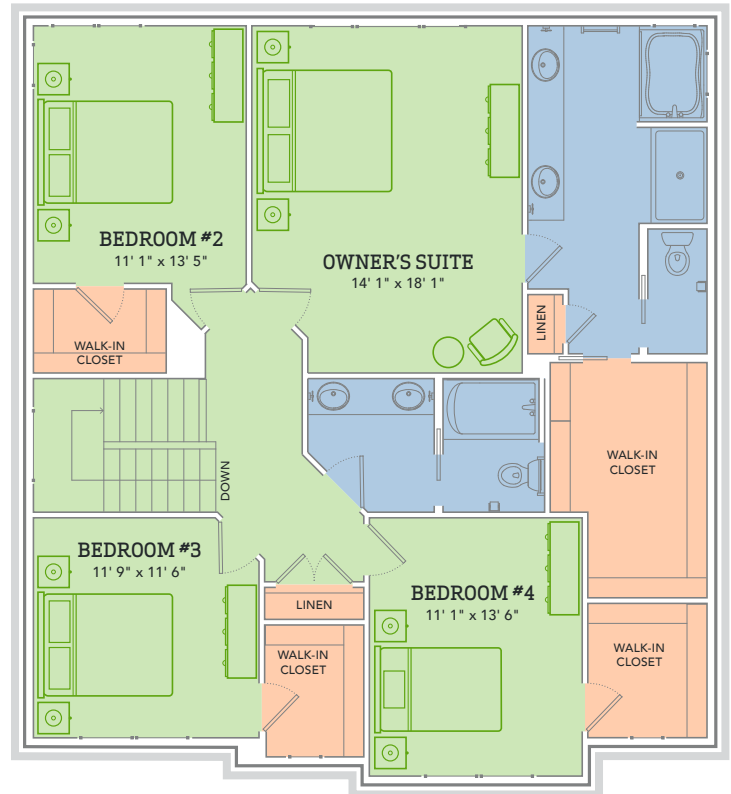 BEDROOM #2
11' 1" x 13' 5"
OWNER'S SUITE
14' 1" x 18' 1"
LINEN
WALK-IN
CLOSET
WALK-IN
CLOSET
DOWN
BEDROOM #3
11' 9" x 11' 6"
BEDROOM #4
11' 1" x 13' 6"
LINEN
WALK-IN
CLOSET
WALK-IN
CLOSET